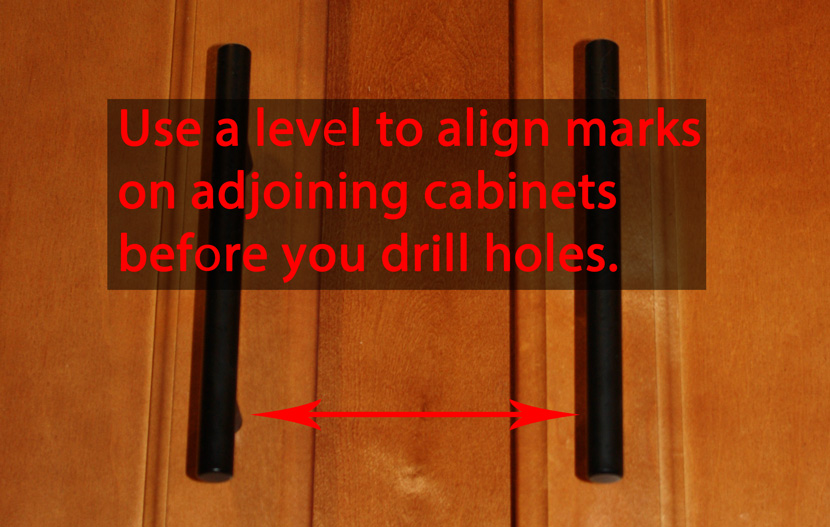 Use a level to align marks
on adjoining cabinets
before you drill holes.